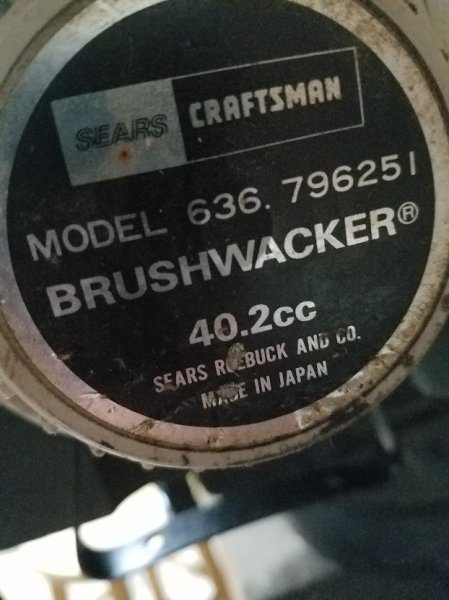 SEARS CRAFTSMAN
MODEL 636.796251
BRUSHWACKER®
40.2cc
SEARS ROEBUCK AND CO.
MADE IN JAPAN